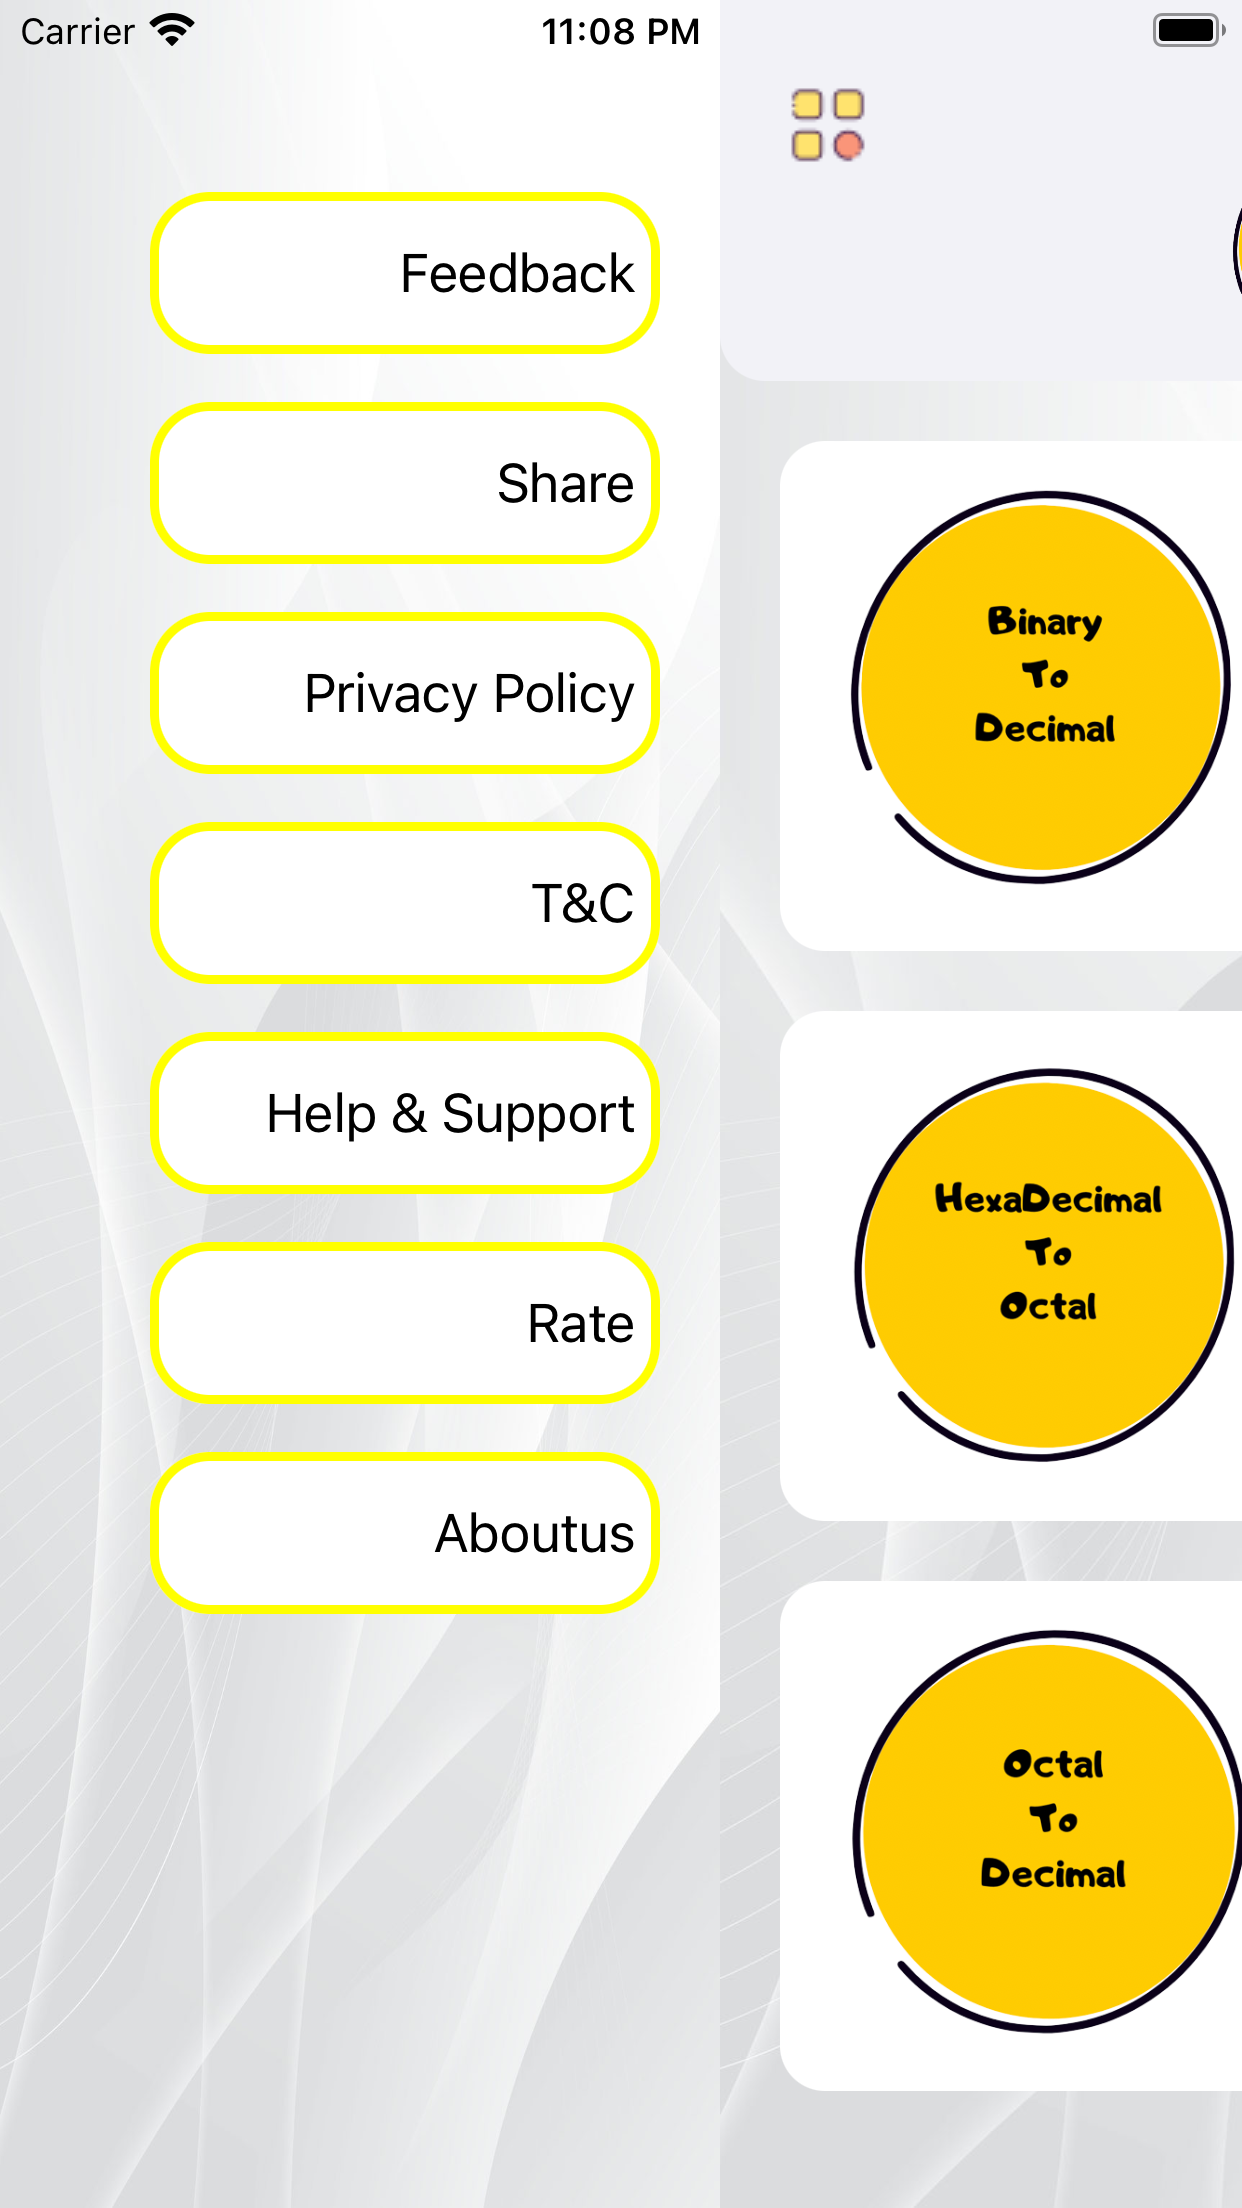 Carrier
11:08 PM
Feedback
Share
Privacy Policy
T&C
Help & Support
Rate
Aboutus
Binary
To
Decimal
HexaDecimal
To
Octal
Octal
To
Decimal